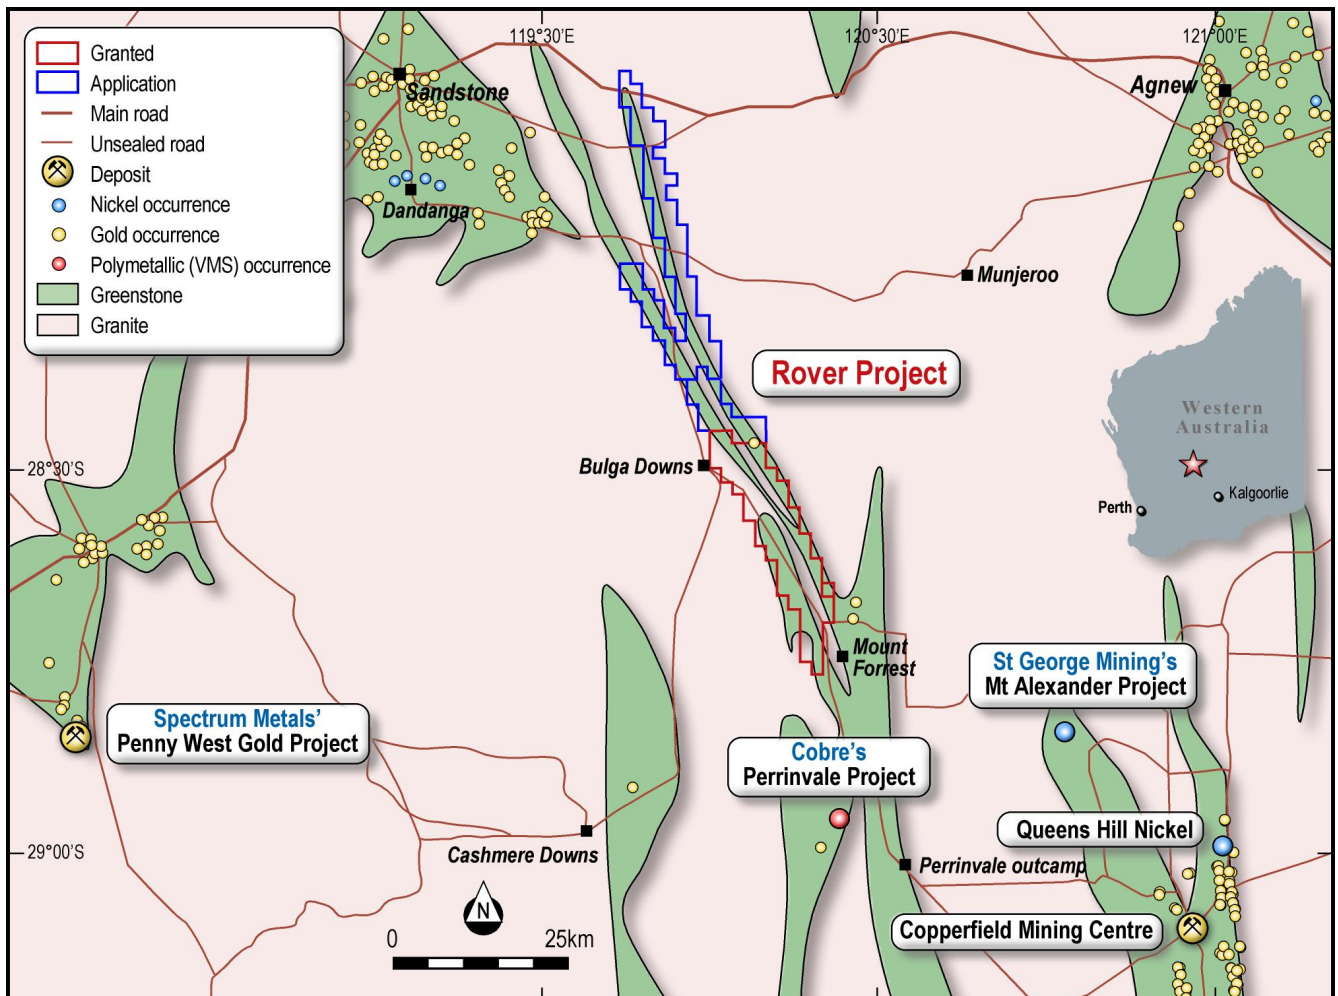 119°30'E
120°30'E
121°00'E
Granted
Application
Main road
Unsealed road
Deposit
Nickel occurrence
Gold occurrence
Polymetallic (VMS) occurrence
Greenstone
Granite
Sandstone
Agnew
Dandanga
Munjeroo
Rover Project
Western
Australia
Kalgoorlie
Perth
Bulga Downs
28°30'S
Mount
Forrest
St George Mining's
Mt Alexander Project
Spectrum Metals'
Penny West Gold Project
Cobre's
Perrinvale Project
Queens Hill Nickel
29°00'S
Cashmere Downs
Perrinvale outcamp
Copperfield Mining Centre
N
0 25km